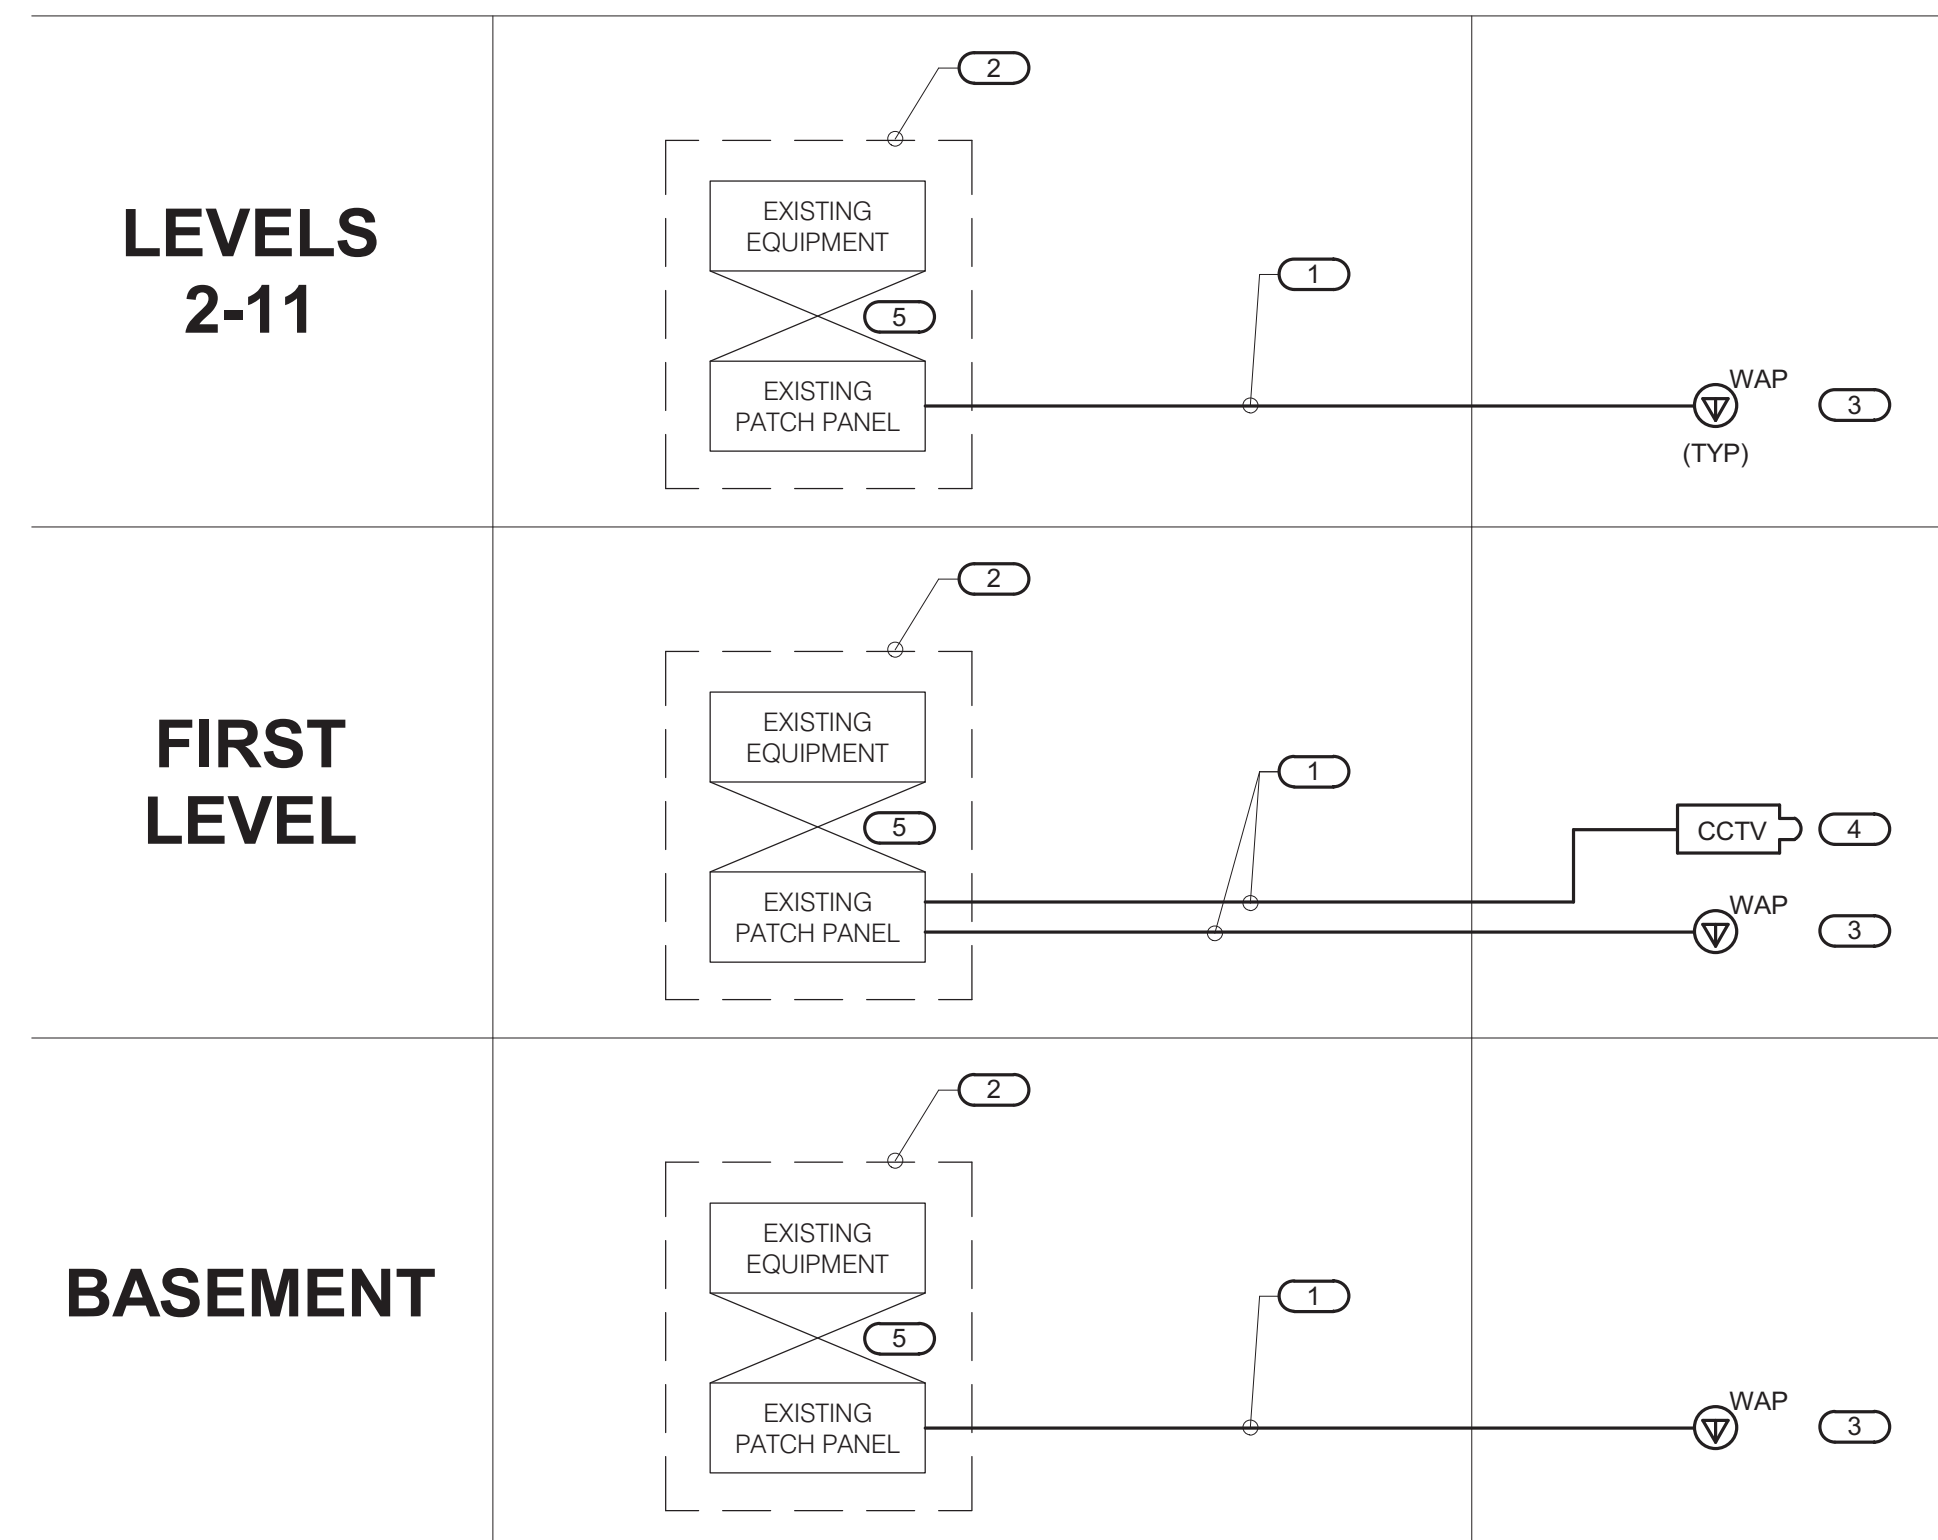 LEVELS
2-11
2
EXISTING
EQUIPMENT
5
1
EXISTING
PATCH PANEL
WAP
3
(TYP)
FIRST
LEVEL
2
EXISTING
EQUIPMENT
5
1
EXISTING
PATCH PANEL
CCTV
4
WAP
3
BASEMENT
2
EXISTING
EQUIPMENT
5
1
EXISTING
PATCH PANEL
WAP
3